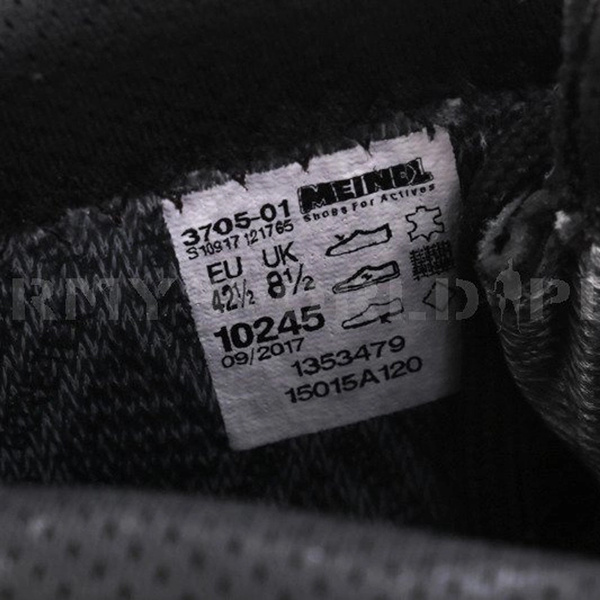 MEINDL
Shoes For Actives
3705-01
S10917 121765
EU UK
42½ 8½
10245
09/2017
1353479
15015A120